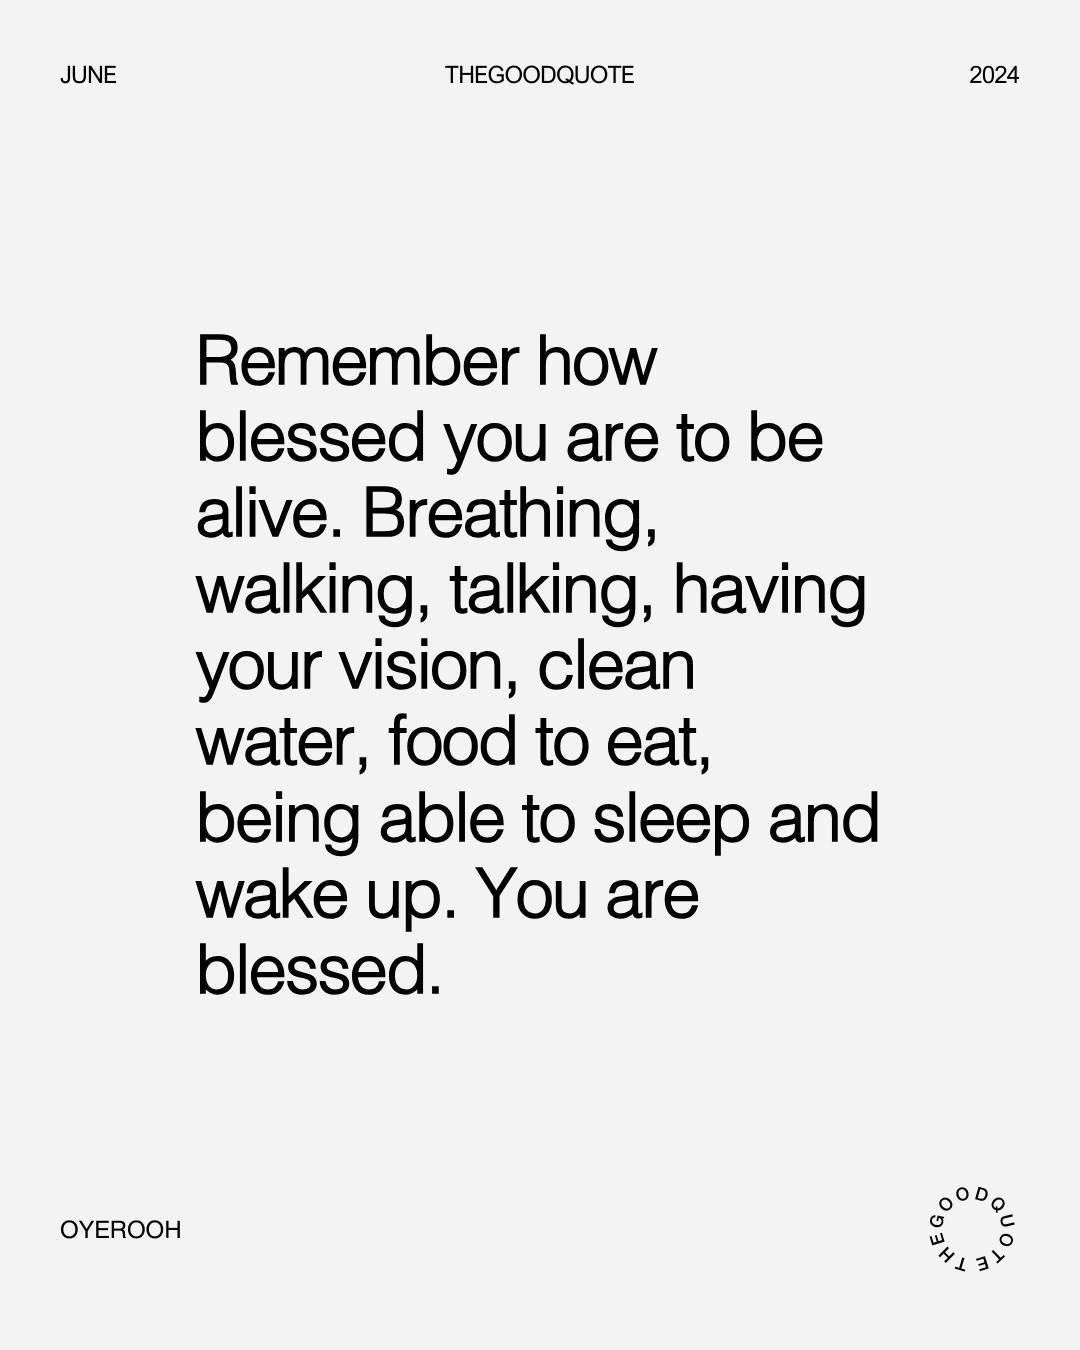 JUNE THEGOODQUOTE 2024
Remember how
blessed you are to be
alive. Breathing,
walking, talking, having
your vision, clean
water, food to eat,
being able to sleep and
wake up. You are
blessed.
OYEROOH
THEGOODQUOTE